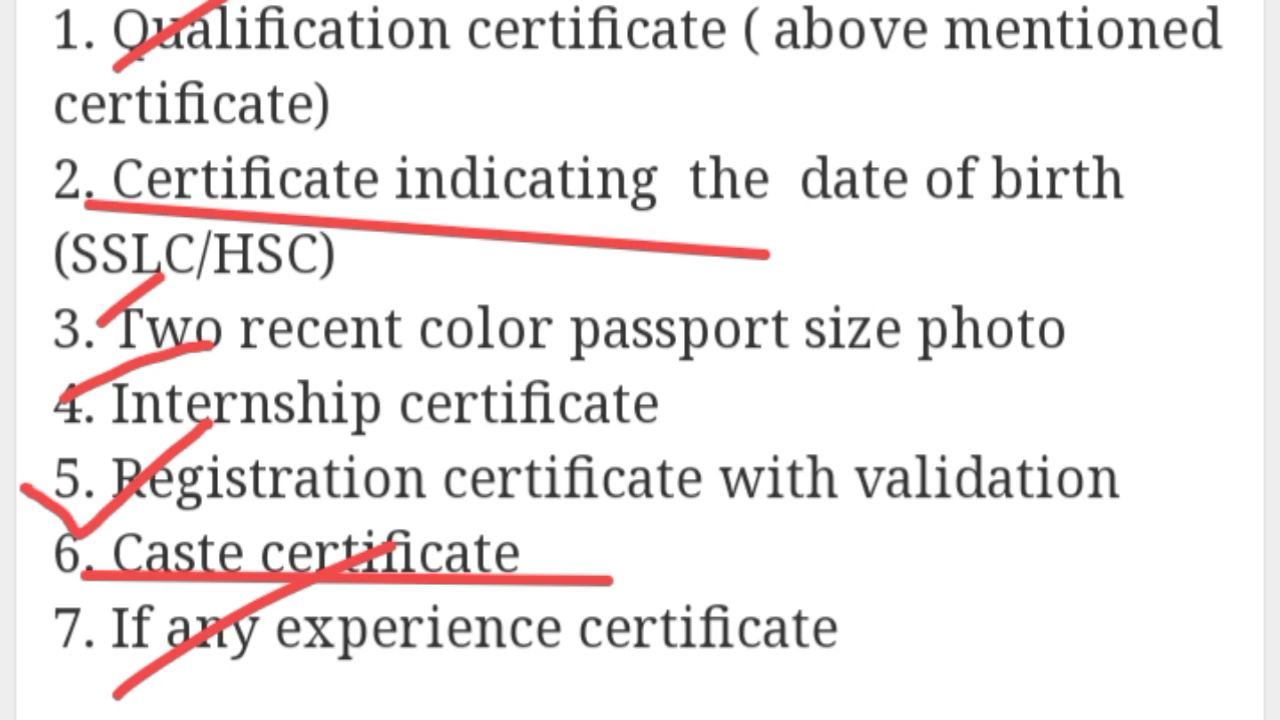 1. Qualification certificate ( above mentioned
certificate)
2. Certificate indicating the date of birth
(SSLC/HSC)
3. Two recent color passport size photo
4. Internship certificate
5. Registration certificate with validation
6. Caste certificate
7. If any experience certificate